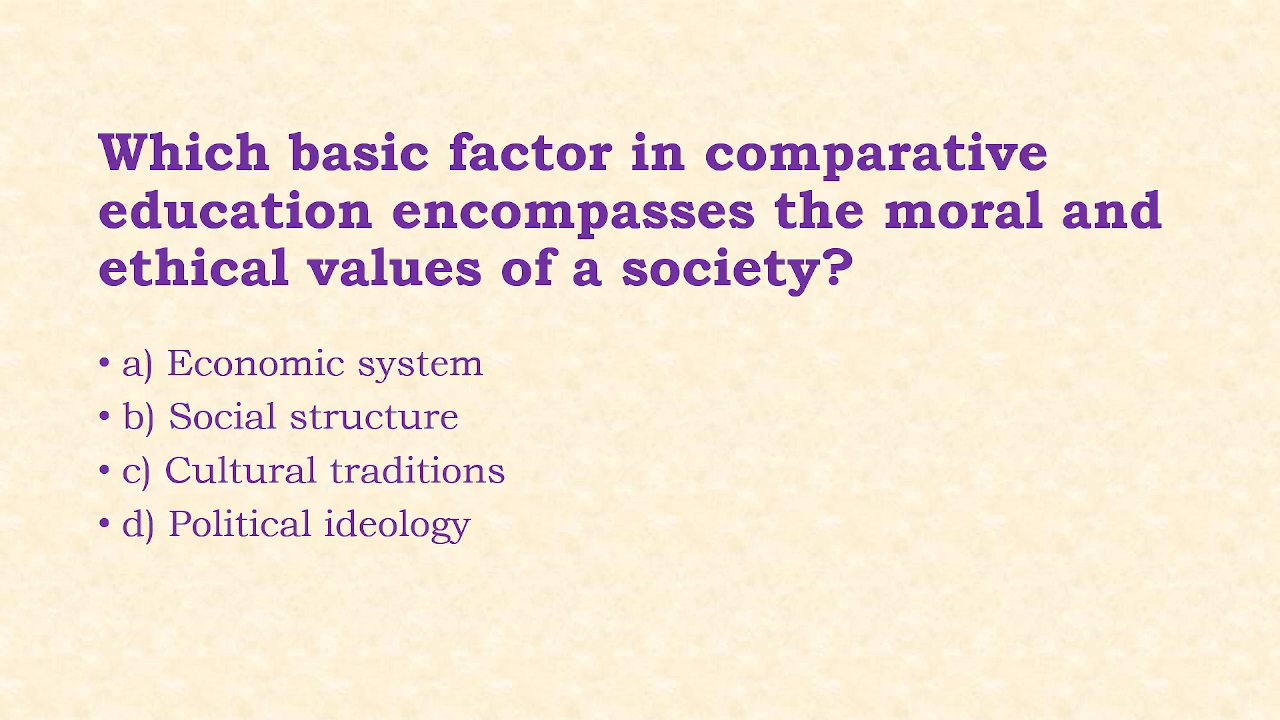 Which basic factor in comparative
education encompasses the moral and
ethical values of a society?
• a) Economic system
• b) Social structure
• c) Cultural traditions
• d) Political ideology